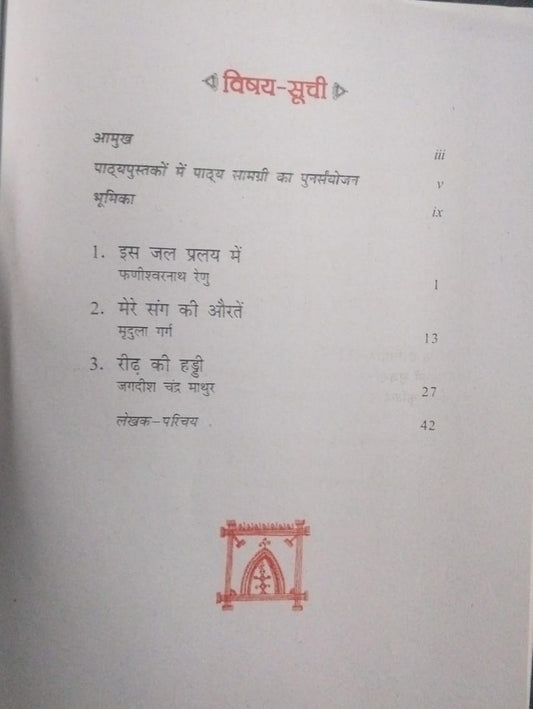 विषय-सूची
आमुख iii
पाठ्यपुस्तकों में पाठ्य सामग्री का पुनर्संयोजन v
भूमिका ix
1. इस जल प्रलय में
फणीश्वरनाथ रेणु 1
2. मेरे संग की औरतें
मृदुला गर्ग 13
3. रीढ़ की हड्डी
जगदीश चंद्र माथुर 27
लेखक-परिचय 42